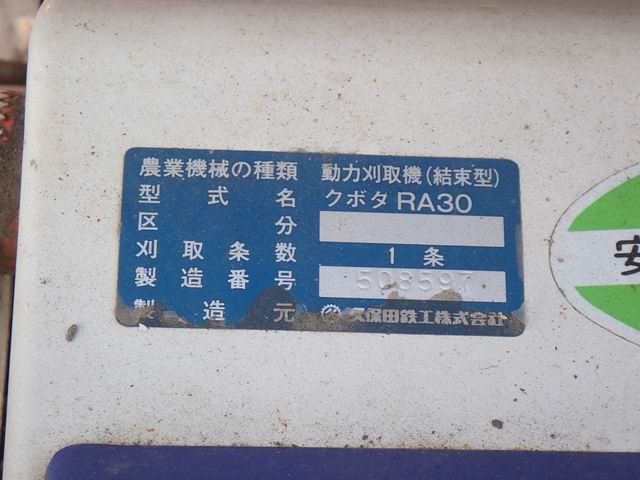 農業機械の種類 動力刈取機(結束型)
型式名 クボタ RA30
区分
刈取条数 1条
製造番号 508597
製造元 久保田鉄工株式会社
安